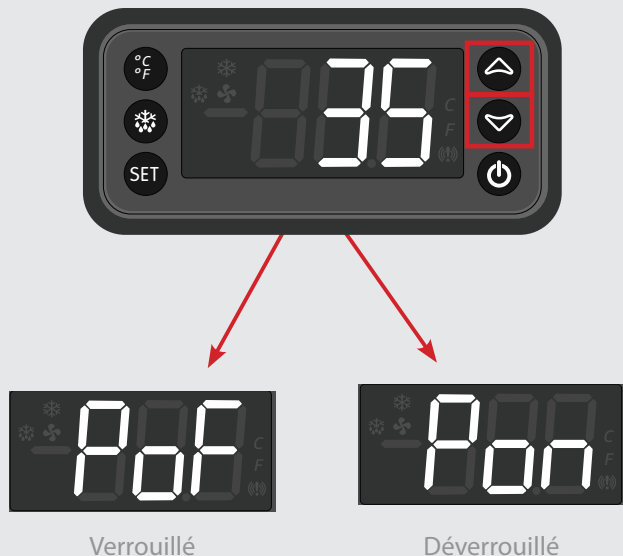 °C
°F
35
C
F
SET
PoF
C
F
Pon
C
F
Verrouillé
Déverrouillé